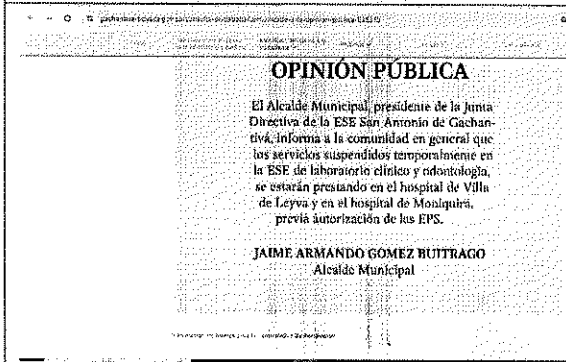 OPINIÓN PÚBLICA
El Alcalde Municipal, presidente de la Junta
Directiva de la ESE San Antonio de Gachan-
tivá, informa a la comunidad en general que
los servicios suspendidos temporalmente en
la ESE de laboratorio clínico y odontología,
se estarán prestando en el hospital de Villa
de Leyva y en el hospital de Moniquirá,
previa autorización de las EPS.
JAIME ARMANDO GÓMEZ BUITRAGO
Alcalde Municipal